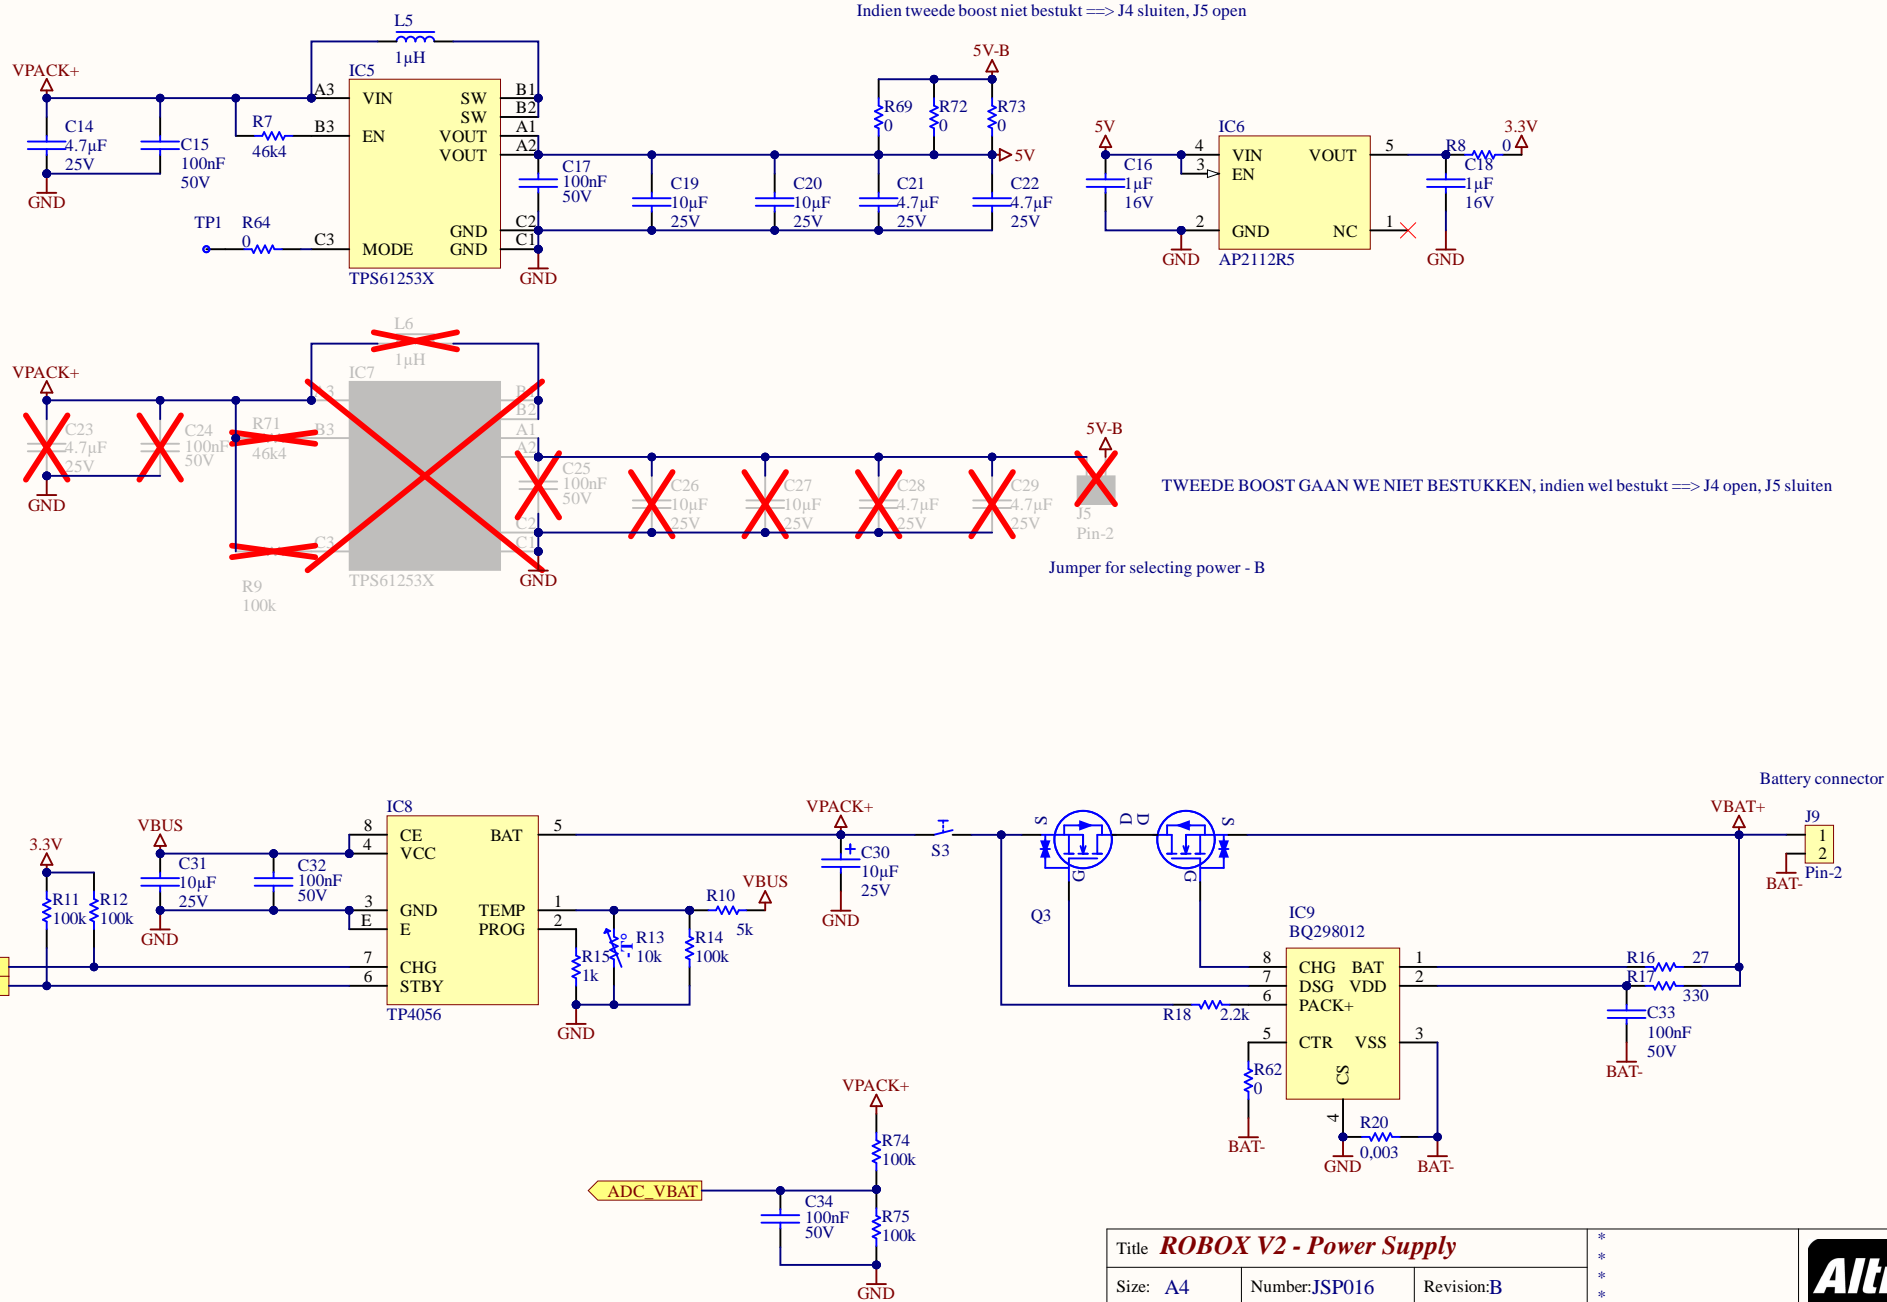 Indien tweede boost niet bestukt ==> J4 sluiten, J5 open
L5
1µH
VPACK+
IC5
A3 VIN
B3 EN
C3 MODE
SW B1
SW B2
VOUT A1
VOUT A2
GND C2
GND C1
TPS61253X
C14
4.7µF
25V
C15
100nF
50V
R7
46k4
GND
TP1
R64
0
C17
100nF
50V
GND
C19
10µF
25V
C20
10µF
25V
C21
4.7µF
25V
C22
4.7µF
25V
5V-B
R69
0
R72
0
R73
0
5V
5V
C16
1µF
16V
GND
IC6
4 VIN
3 EN
2 GND
VOUT 5
NC 1
AP2112R5
R8
0
3.3V
C18
1µF
16V
GND
L6
1µH
VPACK+
IC7
3
B3
C3
B
B2
A1
A2
C2
C1
TPS61253X
C23
4.7µF
25V
C24
100nF
50V
R71
46k4
R9
100k
GND
C25
100nF
50V
GND
C26
10µF
25V
C27
10µF
25V
C28
4.7µF
25V
C29
4.7µF
25V
5V-B
J5
Pin-2
TWEEDE BOOST GAAN WE NIET BESTUKKEN, indien wel bestukt ==> J4 open, J5 sluiten
Jumper for selecting power - B
3.3V
R11
100k
R12
100k
VBUS
C31
10µF
25V
C32
100nF
50V
GND
IC8
8 CE
4 VCC
3 GND
E E
7 CHG
6 STBY
BAT 5
TEMP 1
PROG 2
TP4056
R15
1k
R13
10k
-T°
R14
100k
R10
5k
VBUS
GND
VPACK+
+
C30
10µF
25V
GND
S3
S
G
D
D
G
S
Q3
IC9
BQ298012
8 CHG
7 DSG
6 PACK+
5 CTR
BAT 1
VDD 2
VSS 3
CS
4
R18
2.2k
R62
0
BAT-
GND
R20
0,003
BAT-
R16
27
R17
330
C33
100nF
50V
BAT-
Battery connector
VBAT+
J9
1
2
Pin-2
BAT-
VPACK+
R74
100k
ADC_VBAT
C34
100nF
50V
R75
100k
GND
Title ROBOX V2 - Power Supply
Size: A4 Number:JSP016 Revision:B
*
*
*
*